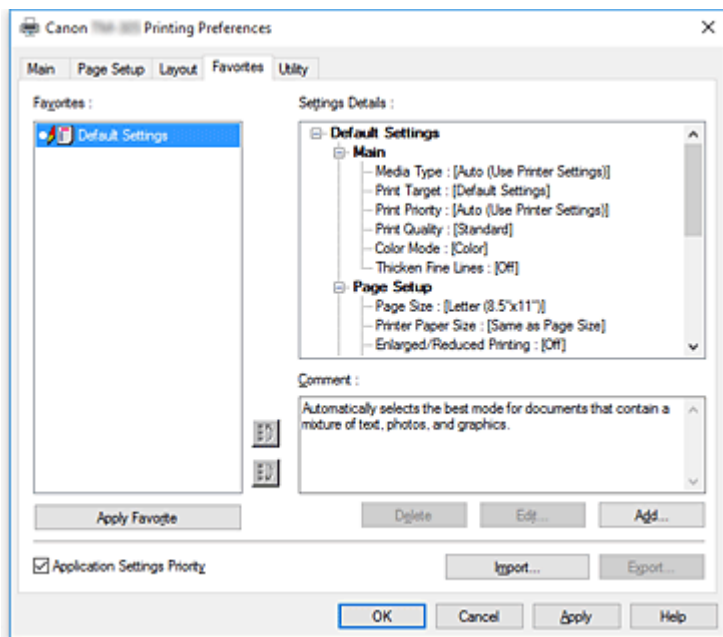 Canon Printing Preferences
Main Page Setup Layout Favorites Utility
Favorites :
Default Settings
Apply Favorite
Settings Details :
Default Settings
Main
Media Type : [Auto (Use Printer Settings)]
Print Target : [Default Settings]
Print Priority : [Auto (Use Printer Settings)]
Print Quality : [Standard]
Color Mode : [Color]
Thicken Fine Lines : [Off]
Page Setup
Page Size : [Letter (8.5"x11")]
Printer Paper Size : [Same as Page Size]
Enlarged/Reduced Printing : [Off]
Comment :
Automatically selects the best mode for documents that contain a
mixture of text, photos, and graphics.
Delete Edit... Add...
Application Settings Priority
Import... Export...
OK Cancel Apply Help